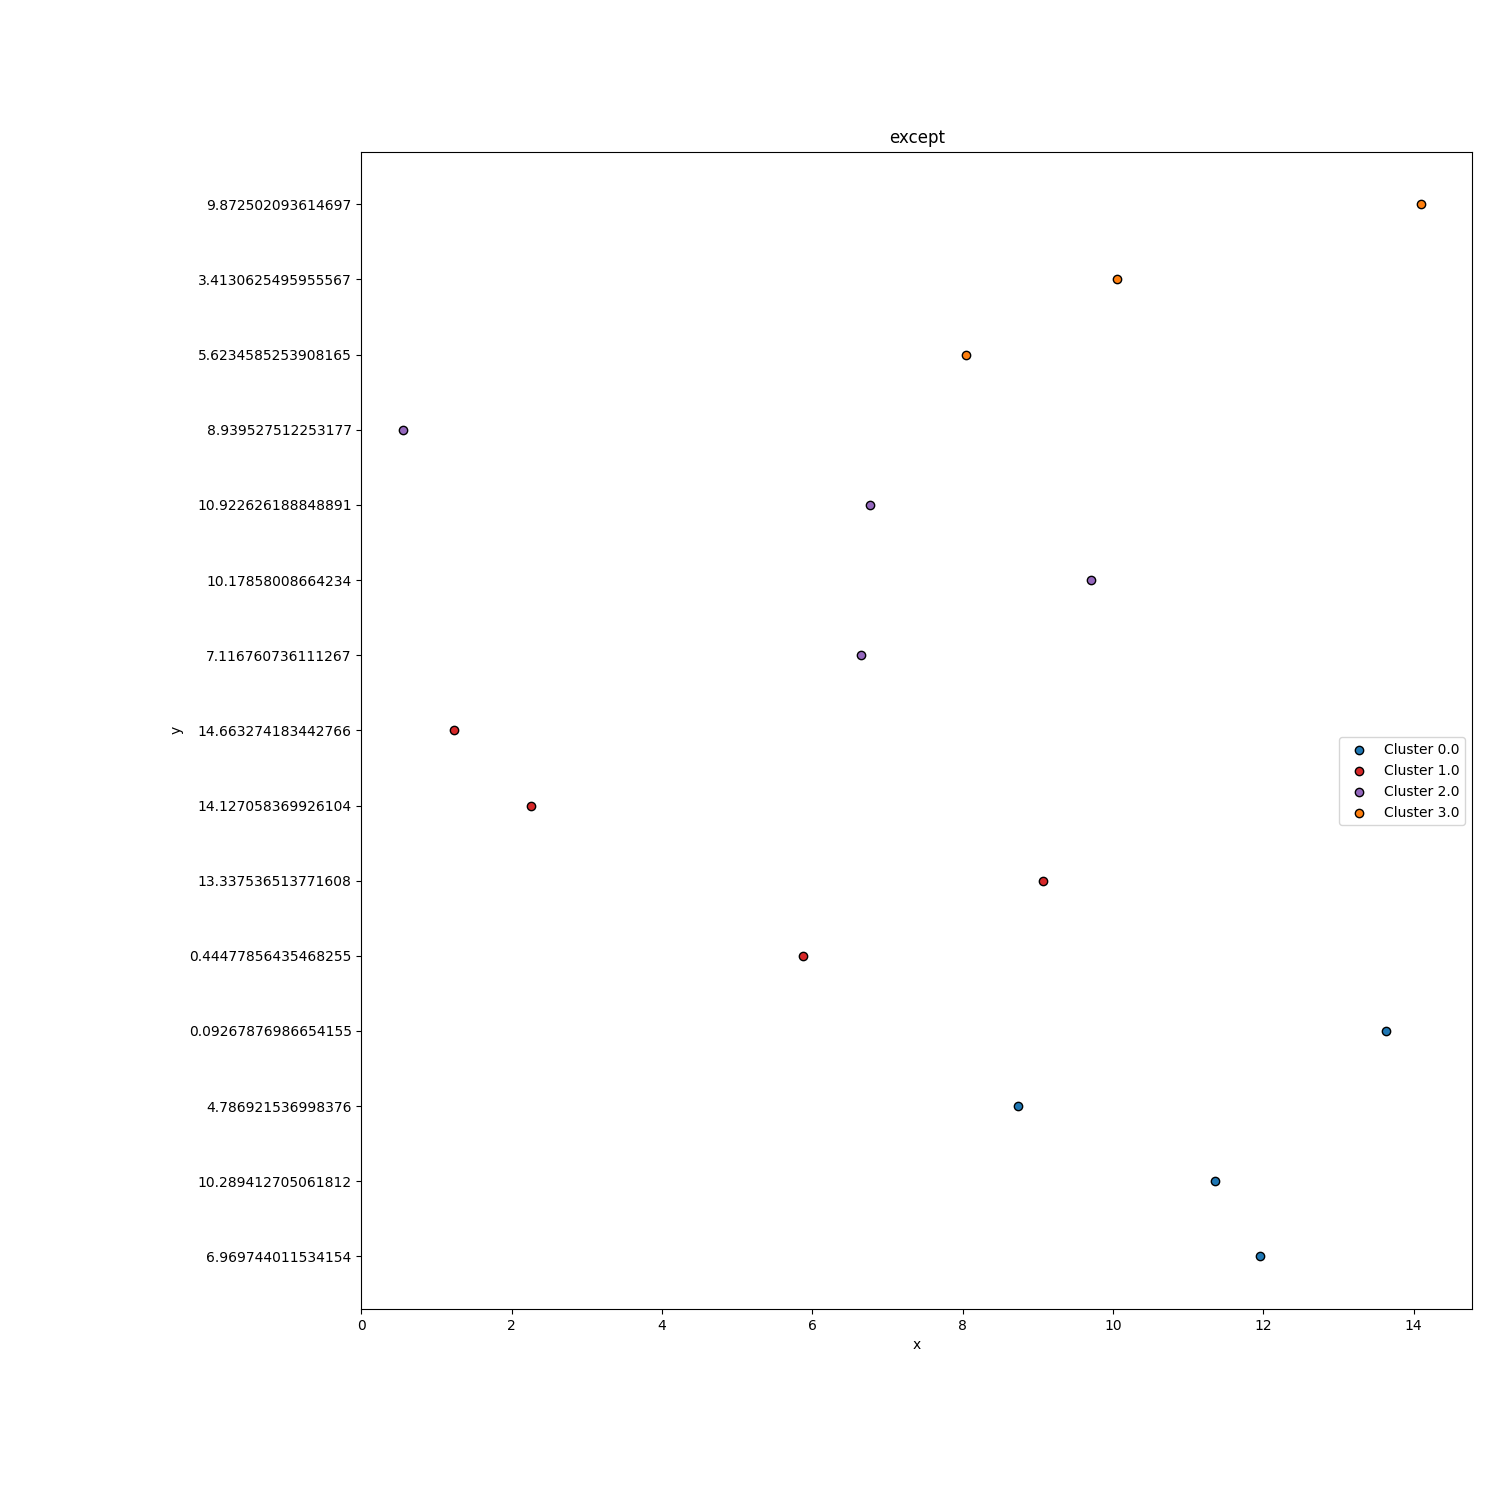 except
9.872502093614697
3.4130625495955567
5.6234585253908165
8.939527512253177
10.922626188848891
10.17858008664234
7.116760736111267
14.663274183442766
14.127058369926104
13.337536513771608
0.44477856435468255
0.09267876986654155
4.786921536998376
10.289412705061812
6.969744011534154
y
Cluster 0.0
Cluster 1.0
Cluster 2.0
Cluster 3.0
0 2 4 6 8 10 12 14
x